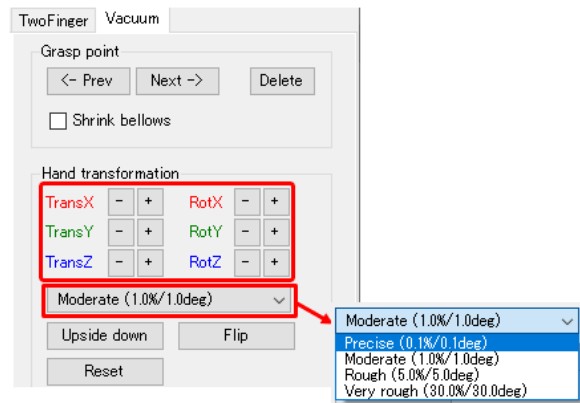 TwoFinger Vacuum
Grasp point
<- Prev Next -> Delete
Shrink bellows
Hand transformation
TransX - + RotX - +
TransY - + RotY - +
TransZ - + RotZ - +
Moderate (1.0%/1.0deg)
Upside down Flip
Reset
Moderate (1.0%/1.0deg)
Precise (0.1%/0.1deg)
Moderate (1.0%/1.0deg)
Rough (5.0%/5.0deg)
Very rough (30.0%/30.0deg)